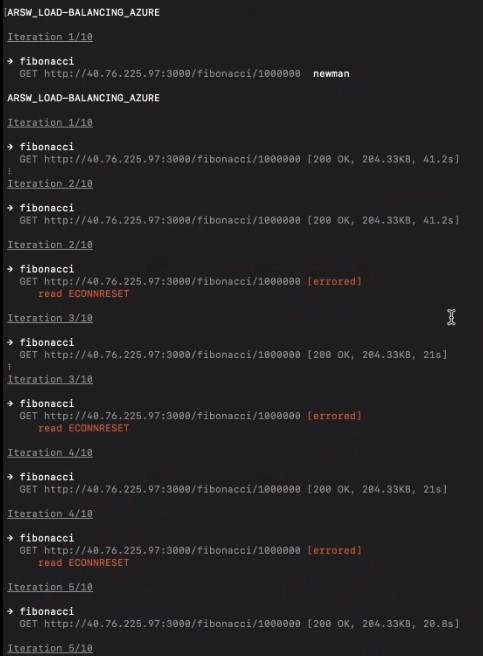 ARSW_LOAD-BALANCING_AZURE
Iteration 1/10
→ fibonacci
GET http://40.76.225.97:3000/fibonacci/1000000 newman
ARSW_LOAD-BALANCING_AZURE
Iteration 1/10
→ fibonacci
GET http://40.76.225.97:3000/fibonacci/1000000 [200 OK, 204.33KB, 41.2s]
⋮
Iteration 2/10
→ fibonacci
GET http://40.76.225.97:3000/fibonacci/1000000 [200 OK, 204.33KB, 41.2s]
Iteration 2/10
→ fibonacci
GET http://40.76.225.97:3000/fibonacci/1000000 [errored]
read ECONNRESET
Iteration 3/10
→ fibonacci
GET http://40.76.225.97:3000/fibonacci/1000000 [200 OK, 204.33KB, 21s]
⋮
Iteration 3/10
→ fibonacci
GET http://40.76.225.97:3000/fibonacci/1000000 [errored]
read ECONNRESET
Iteration 4/10
→ fibonacci
GET http://40.76.225.97:3000/fibonacci/1000000 [200 OK, 204.33KB, 21s]
Iteration 4/10
→ fibonacci
GET http://40.76.225.97:3000/fibonacci/1000000 [errored]
read ECONNRESET
Iteration 5/10
→ fibonacci
GET http://40.76.225.97:3000/fibonacci/1000000 [200 OK, 204.33KB, 20.8s]
Iteration 5/10